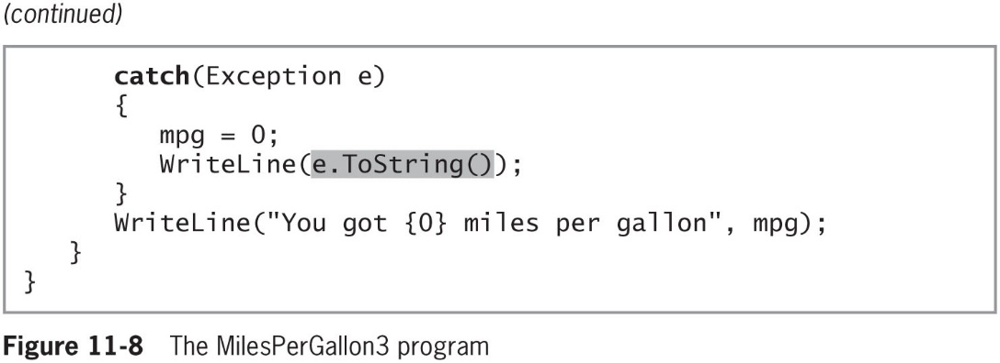 (continued)
catch(Exception e)
{
mpg = 0;
WriteLine(e.ToString());
}
WriteLine("You got {0} miles per gallon", mpg);
}
}
Figure 11-8 The MilesPerGallon3 program